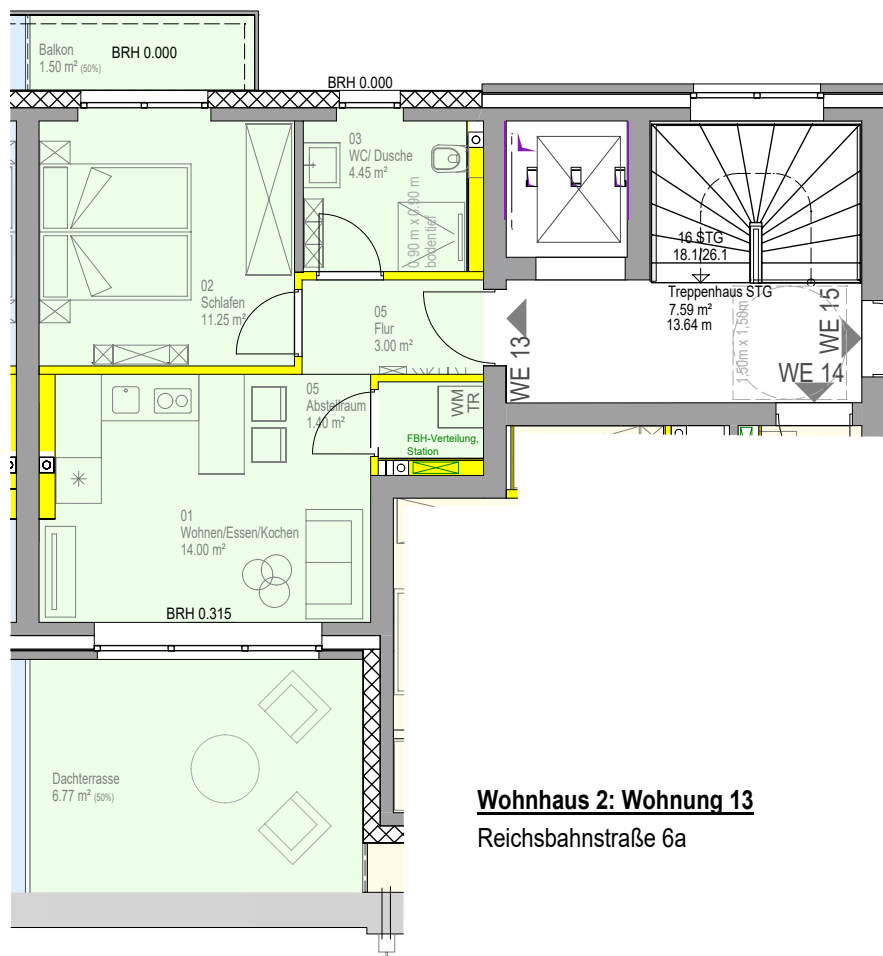 Balkon
1.50 m² (50%)
BRH 0.000
BRH 0.000
03
WC/ Dusche
4.45 m²
0.90 m x 0.90 m
bodentief
02
Schlafen
11.25 m²
05
Flur
3.00 m²
16 STG
18.1/26.1
Treppenhaus STG
7.59 m²
13.64 m
1,50m x 1,50m
WE 13
WE 15
WE 14
05
Abstellraum
1.40 m²
WM
TR
FBH-Verteilung,
Station
01
Wohnen/Essen/Kochen
14.00 m²
BRH 0.315
Dachterrasse
6.77 m² (50%)
Wohnhaus 2: Wohnung 13
Reichsbahnstraße 6a